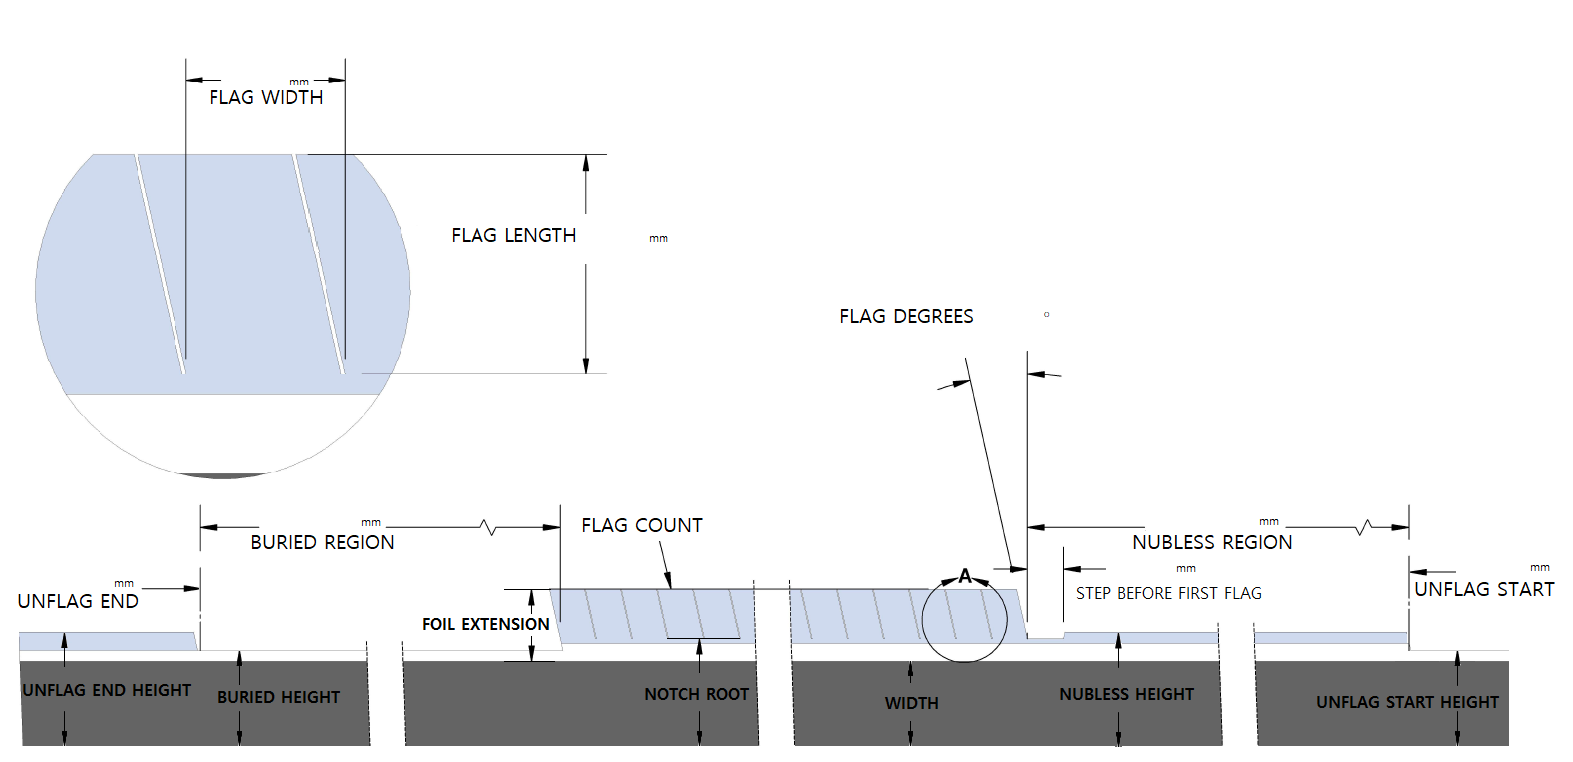 mm
FLAG WIDTH
FLAG LENGTH
mm
FLAG DEGREES
o
mm
BURIED REGION
FLAG COUNT
mm
NUBLESS REGION
mm
UNFLAG END
A
mm
STEP BEFORE FIRST FLAG
mm
UNFLAG START
FOIL EXTENSION
UNFLAG END HEIGHT
BURIED HEIGHT
NOTCH ROOT
WIDTH
NUBLESS HEIGHT
UNFLAG START HEIGHT